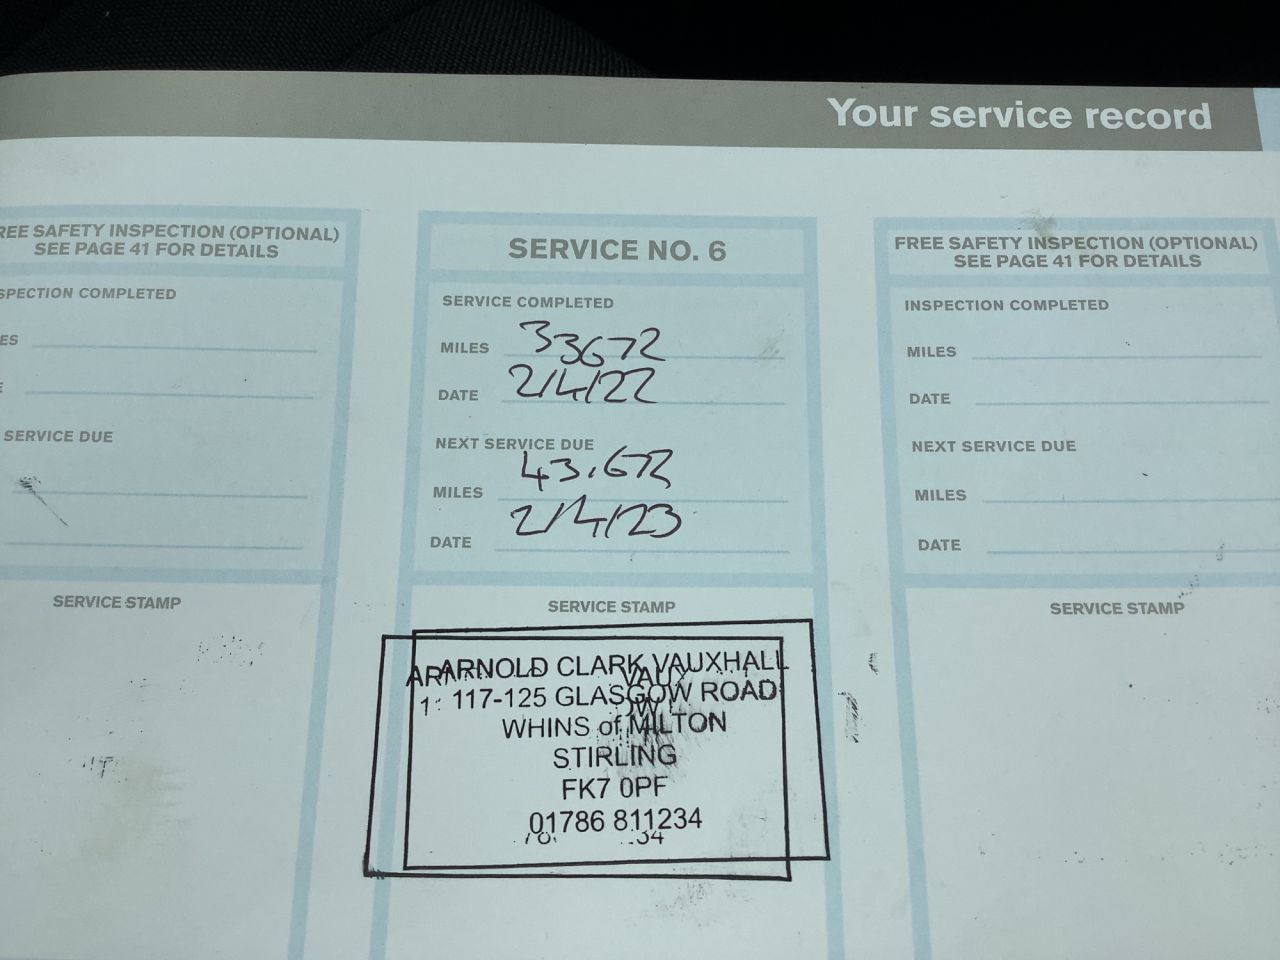 Your service record
REE SAFETY INSPECTION (OPTIONAL)
SEE PAGE 41 FOR DETAILS
SPECTION COMPLETED
ES
SERVICE DUE
SERVICE STAMP
SERVICE NO. 6
SERVICE COMPLETED
MILES 33672
DATE 2/4/22
NEXT SERVICE DUE
MILES 43.672
DATE 2/4/23
SERVICE STAMP
ARNOLD CLARK VAUXHALL
117-125 GLASGOW ROAD
WHINS of MILTON
STIRLING
FK7 0PF
01786 811234
FREE SAFETY INSPECTION (OPTIONAL)
SEE PAGE 41 FOR DETAILS
INSPECTION COMPLETED
MILES
DATE
NEXT SERVICE DUE
MILES
DATE
SERVICE STAMP